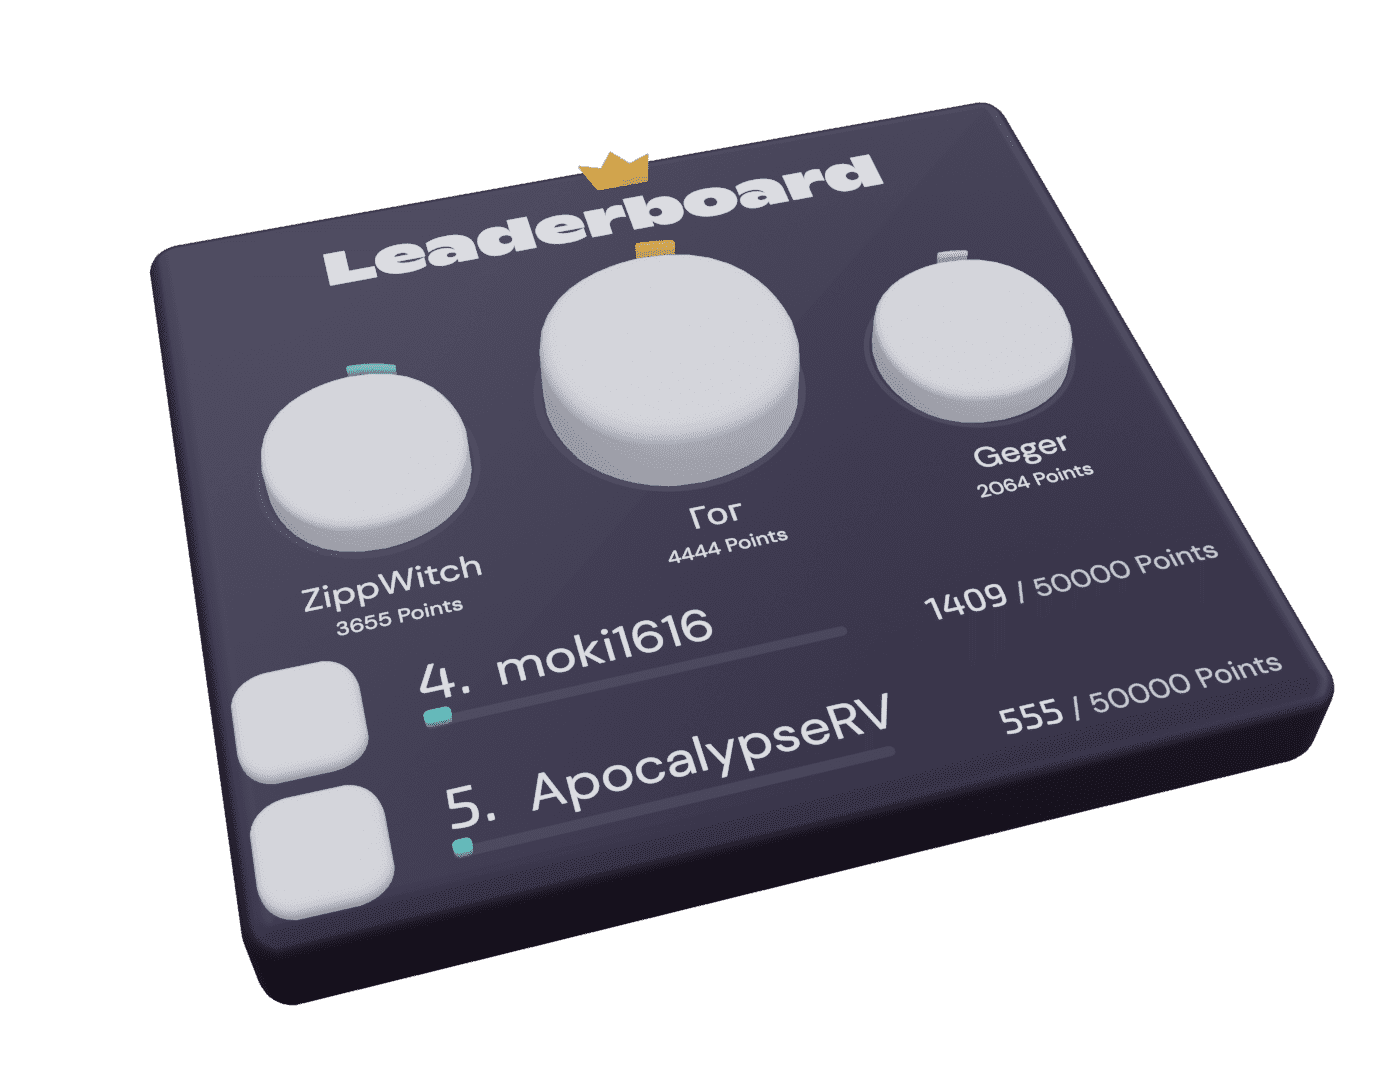 Leaderboard
ZippWitch
3655 Points
Гог
4444 Points
Geger
2064 Points
4. moki1616
1409 / 50000 Points
5. ApocalypseRV
555 / 50000 Points